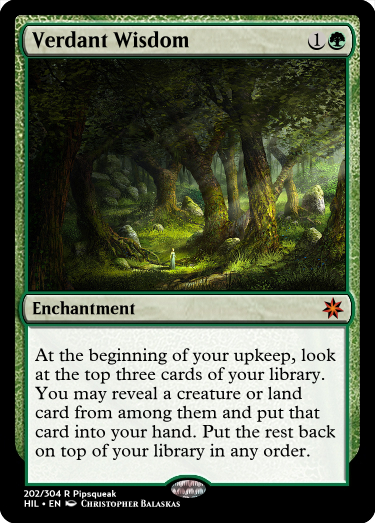 Verdant Wisdom 1
Enchantment
At the beginning of your upkeep, look
at the top three cards of your library.
You may reveal a creature or land
card from among them and put that
card into your hand. Put the rest back
on top of your library in any order.
202/304 R Pipsqueak
HIL • EN Christopher Balaskas